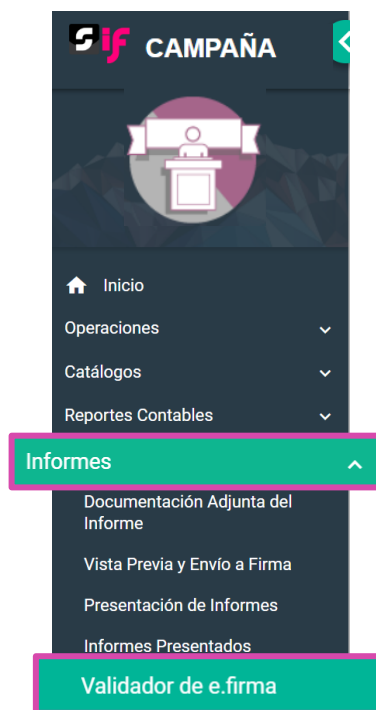 Sif CAMPAÑA
Inicio
Operaciones
Catálogos
Reportes Contables
Informes
Documentación Adjunta del
Informe
Vista Previa y Envío a Firma
Presentación de Informes
Informes Presentados
Validador de e.firma